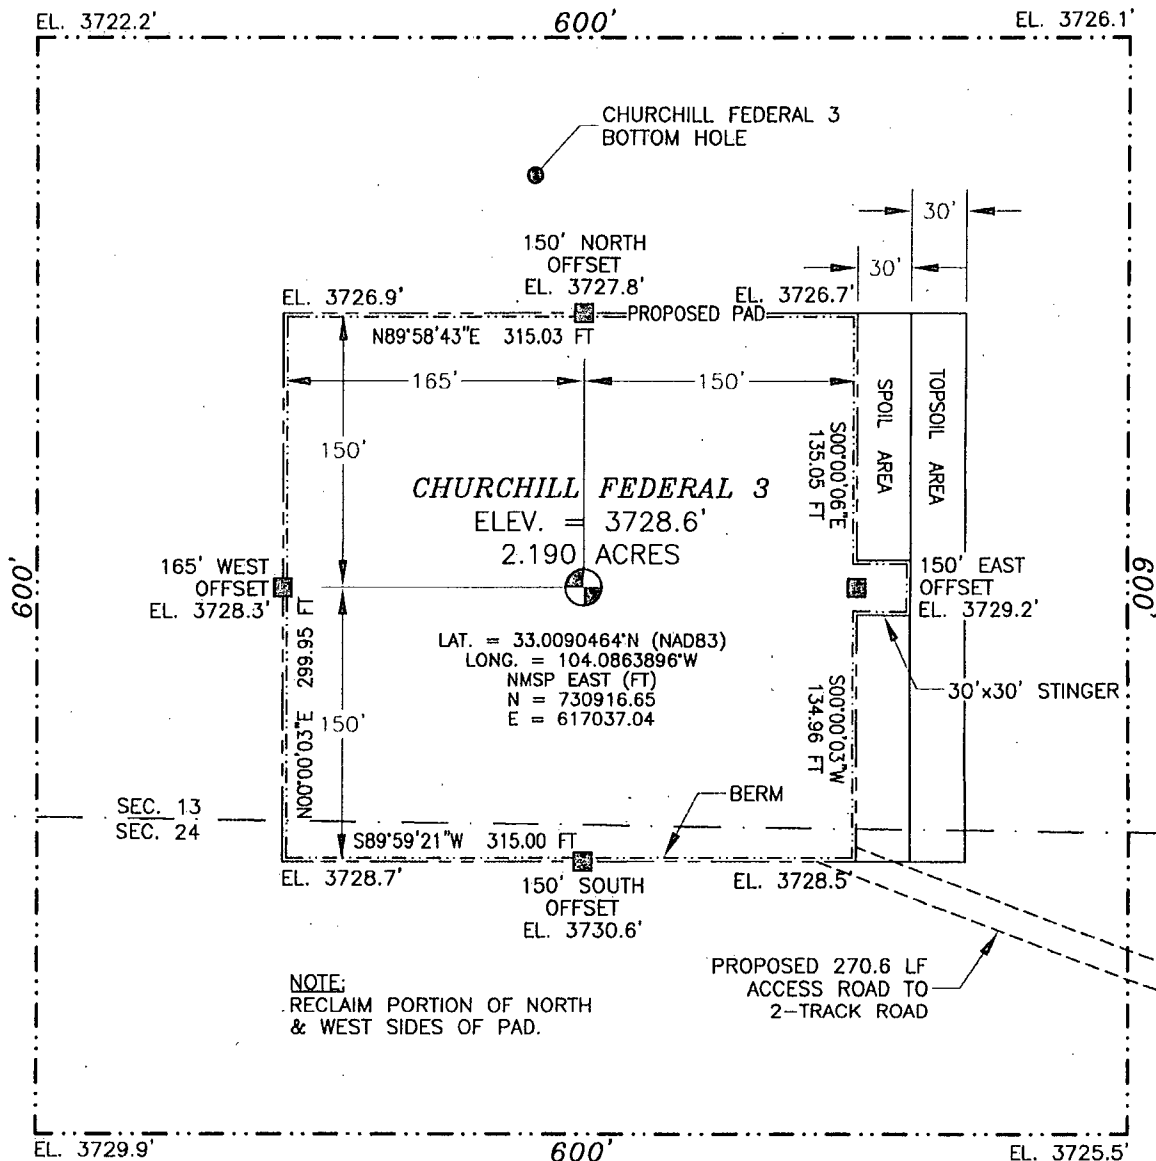 EL. 3722.2'
600'
EL. 3726.1'
CHURCHILL FEDERAL 3
BOTTOM HOLE
30'
30'
150' NORTH
OFFSET
EL. 3727.8'
EL. 3726.9'
EL. 3726.7'
PROPOSED PAD
N89°58'43"E 315.03 FT
165'
150'
150'
SPOIL AREA
TOPSOIL AREA
S00°00'06"E
135.05 FT
CHURCHILL FEDERAL 3
ELEV. = 3728.6'
2.190 ACRES
600'
165' WEST
OFFSET
EL. 3728.3'
150' EAST
OFFSET
EL. 3729.2'
600'
LAT. = 33.0090464°N (NAD83)
LONG. = 104.0863896°W
NMSP EAST (FT)
N = 730916.65
E = 617037.04
N00°00'03"E 299.95 FT
150'
S00°00'03"W
134.96 FT
30'x30' STINGER
BERM
SEC. 13
SEC. 24
S89°59'21"W 315.00 FT
EL. 3728.7'
EL. 3728.5'
150' SOUTH
OFFSET
EL. 3730.6'
PROPOSED 270.6 LF
ACCESS ROAD TO
2-TRACK ROAD
NOTE:
RECLAIM PORTION OF NORTH
& WEST SIDES OF PAD.
EL. 3729.9'
600'
EL. 3725.5'